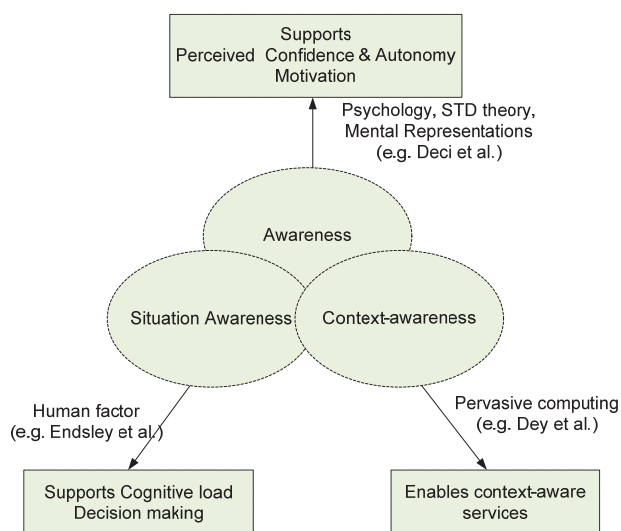 Supports
Perceived Confidence & Autonomy
Motivation
Psychology, STD theory,
Mental Representations
(e.g. Deci et al.)
Awareness
Situation Awareness
Context-awareness
Human factor
(e.g. Endsley et al.)
Pervasive computing
(e.g. Dey et al.)
Supports Cognitive load
Decision making
Enables context-aware
services